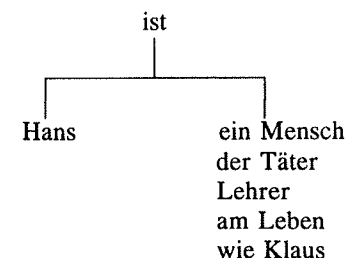 ist
Hans
ein Mensch
der Täter
Lehrer
am Leben
wie Klaus